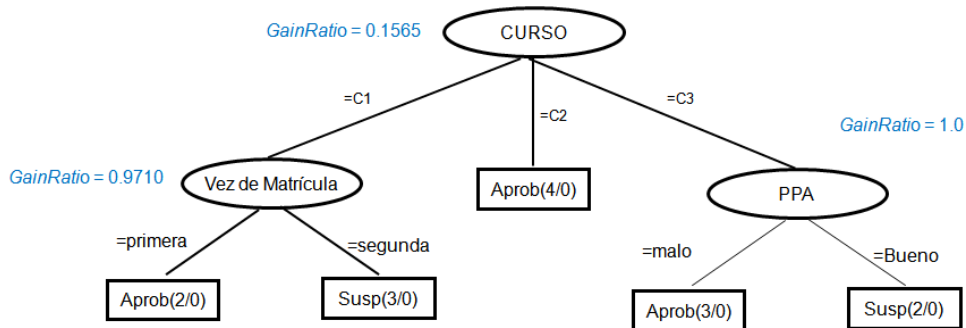 GainRatio = 0.1565
CURSO
=C1
=C2
=C3
GainRatio = 1.0
GainRatio = 0.9710
Vez de Matrícula
Aprob(4/0)
PPA
=primera
=segunda
=malo
=Bueno
Aprob(2/0)
Susp(3/0)
Aprob(3/0)
Susp(2/0)